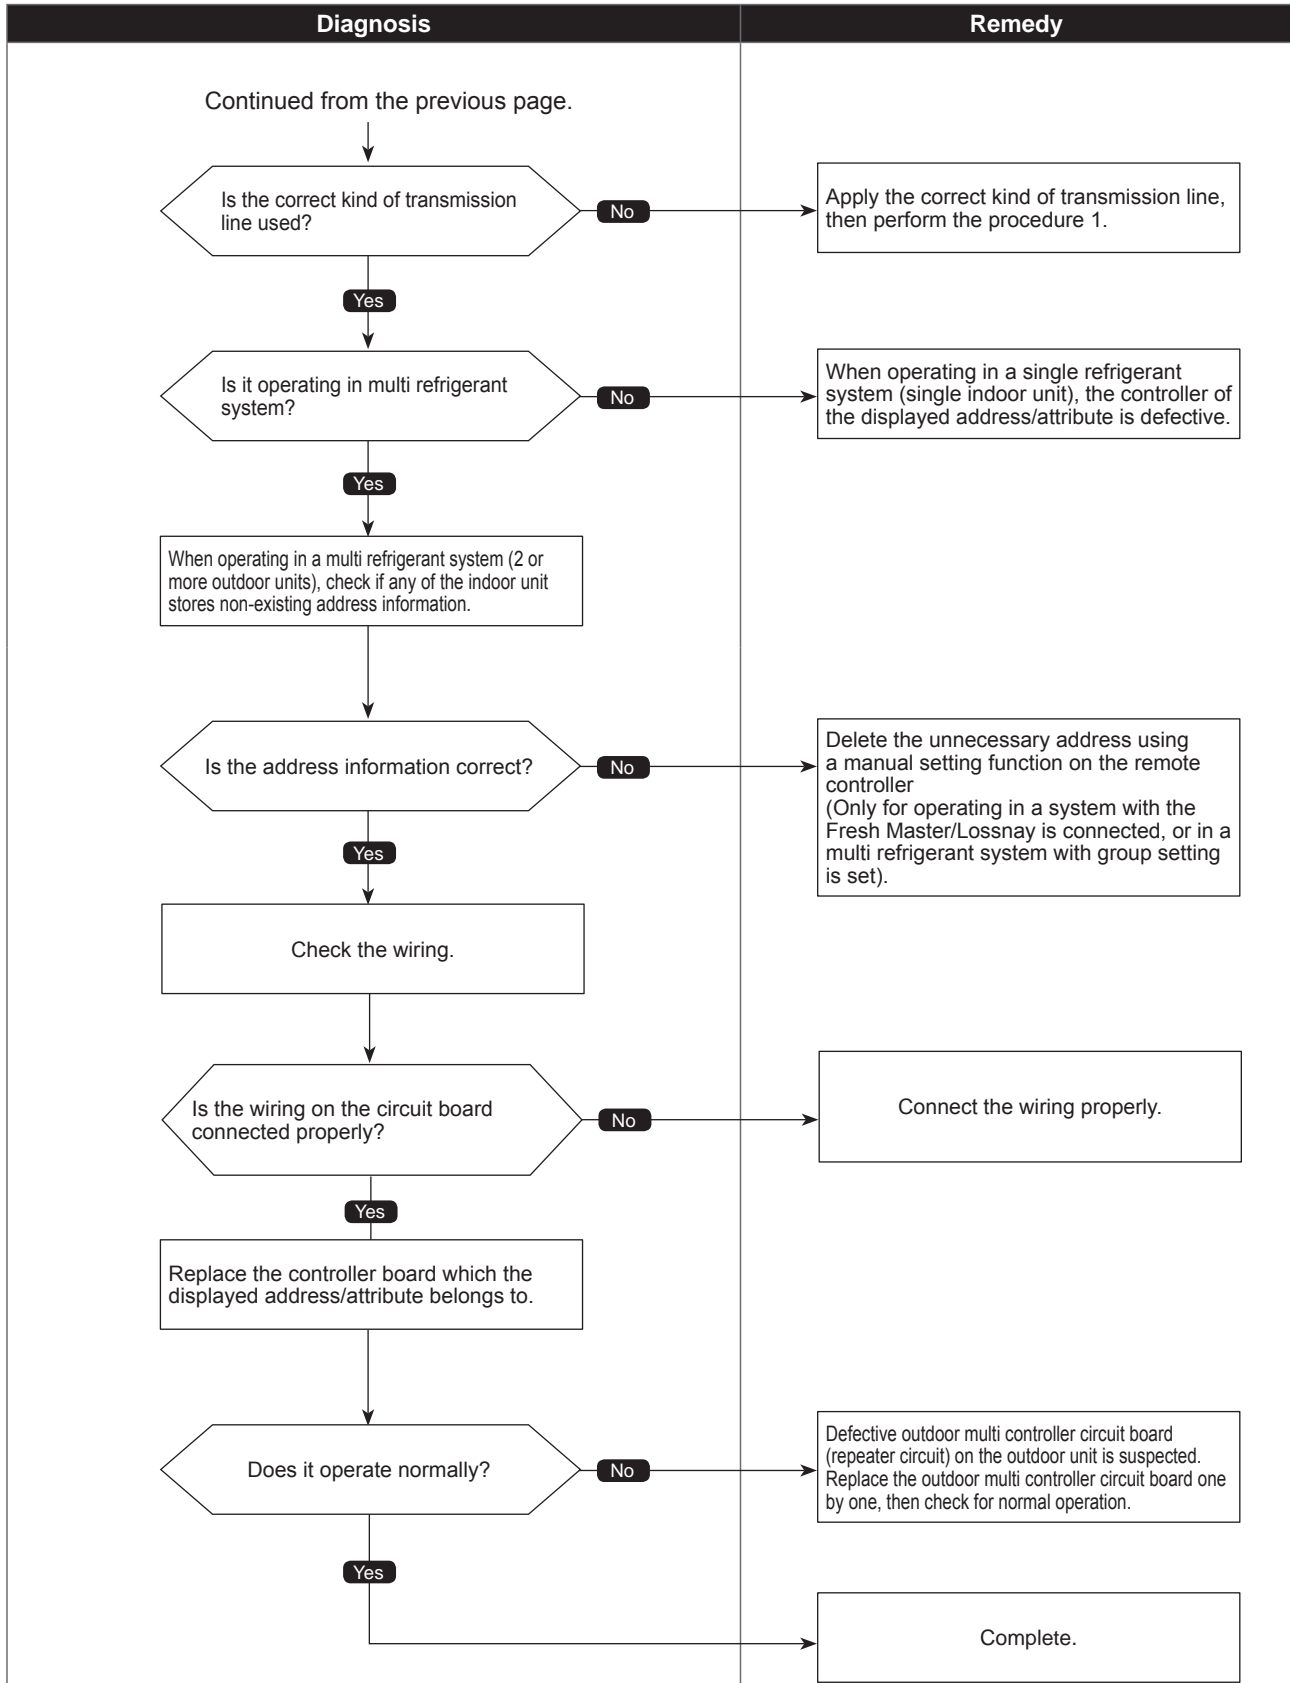 Diagnosis
Remedy
Continued from the previous page.
Is the correct kind of transmission
line used?
No
Apply the correct kind of transmission line,
then perform the procedure 1.
Yes
Is it operating in multi refrigerant
system?
No
When operating in a single refrigerant
system (single indoor unit), the controller of
the displayed address/attribute is defective.
Yes
When operating in a multi refrigerant system (2 or
more outdoor units), check if any of the indoor unit
stores non-existing address information.
Is the address information correct?
No
Delete the unnecessary address using
a manual setting function on the remote
controller
(Only for operating in a system with the
Fresh Master/Lossnay is connected, or in a
multi refrigerant system with group setting
is set).
Yes
Check the wiring.
Is the wiring on the circuit board
connected properly?
No
Connect the wiring properly.
Yes
Replace the controller board which the
displayed address/attribute belongs to.
Does it operate normally?
No
Defective outdoor multi controller circuit board
(repeater circuit) on the outdoor unit is suspected.
Replace the outdoor multi controller circuit board one
by one, then check for normal operation.
Yes
Complete.